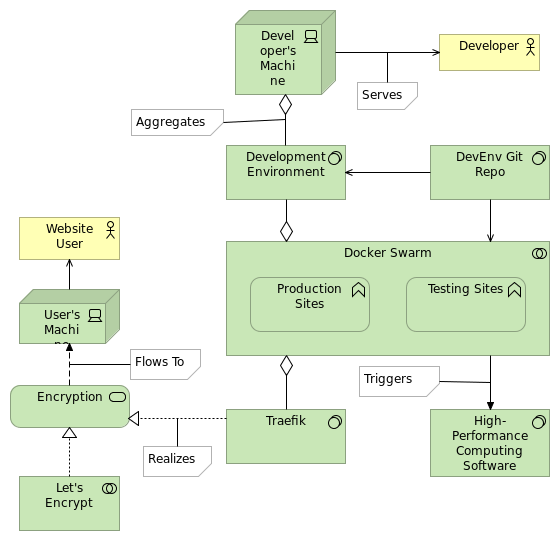 Devel
oper's
Machi
ne
Developer
Serves
Aggregates
Development
Environment
DevEnv Git
Repo
Website
User
Docker Swarm
Production
Sites
Testing Sites
User's
Machi
Flows To
Triggers
Encryption
Traefik
High-
Performance
Computing
Software
Realizes
Let's
Encrypt